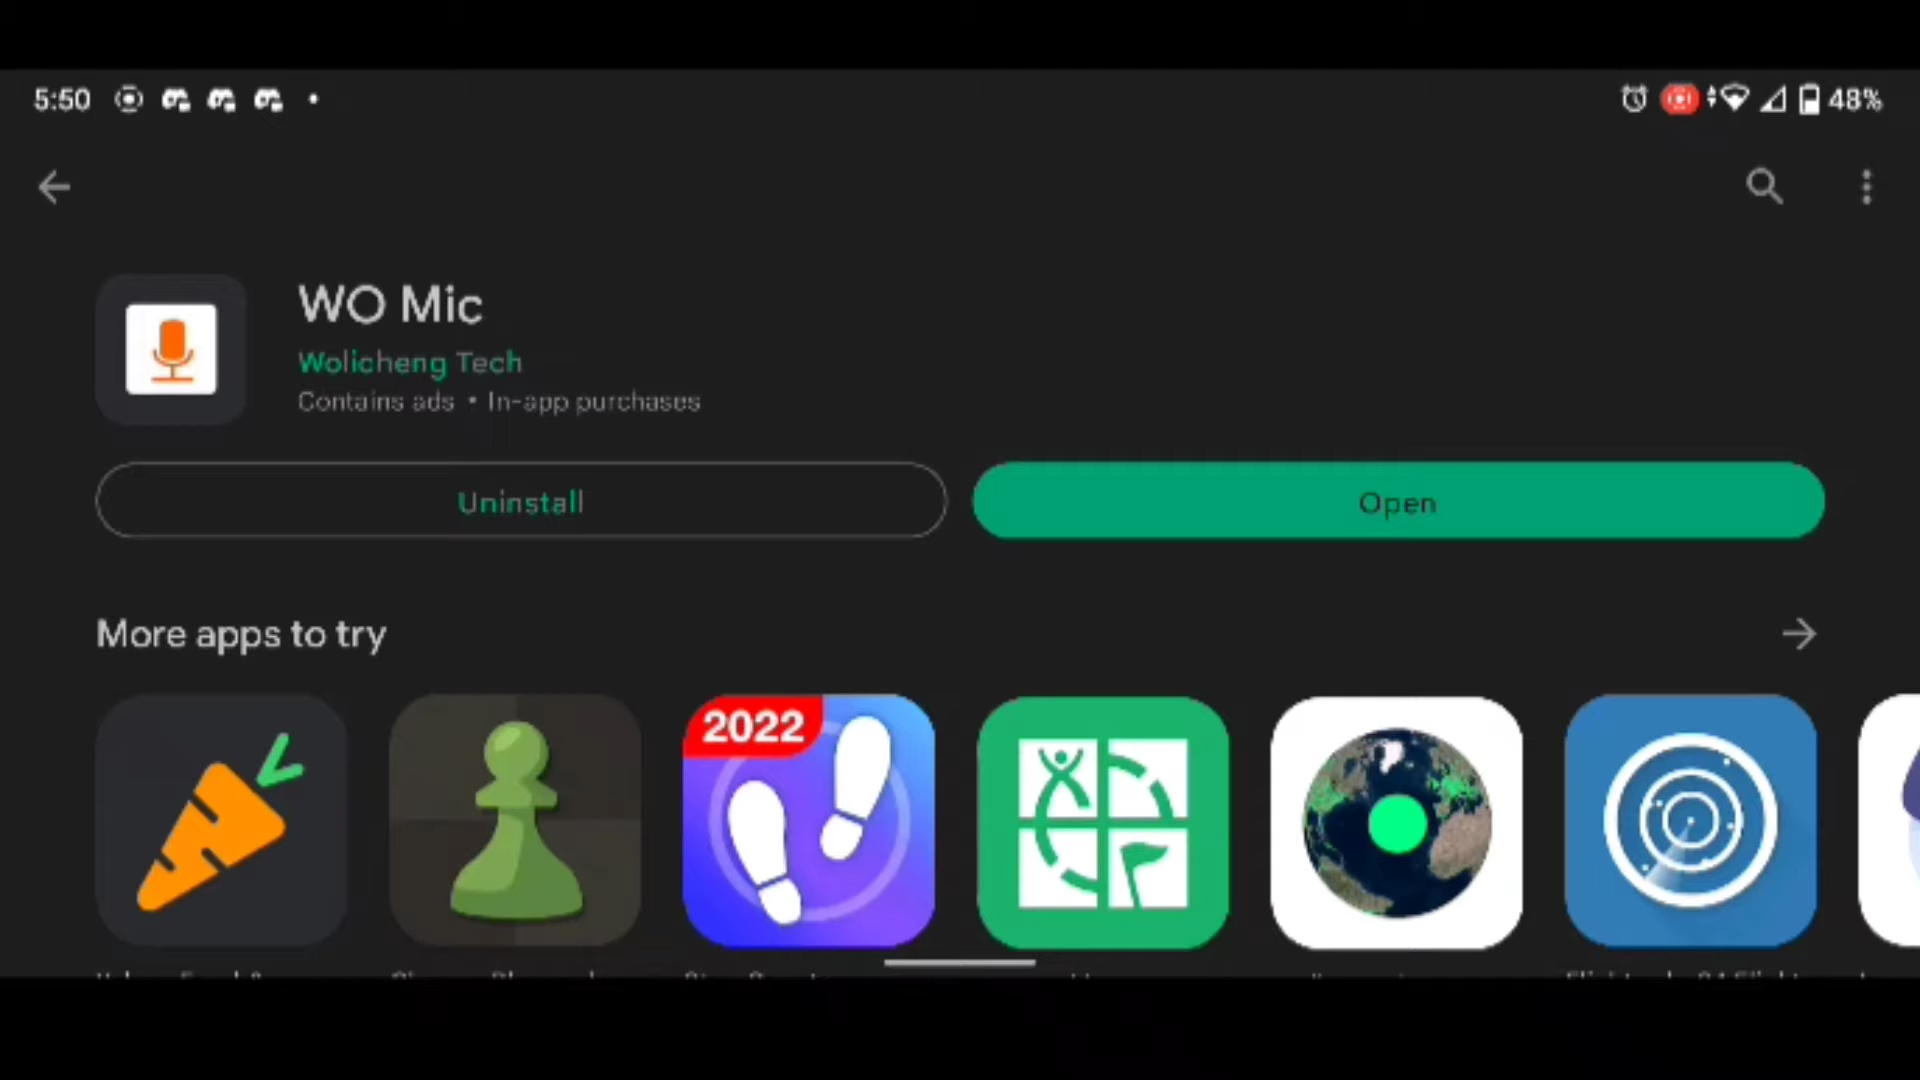 5:50
48%
WO Mic
Wolicheng Tech
Contains ads • In-app purchases
Uninstall
Open
More apps to try
2022